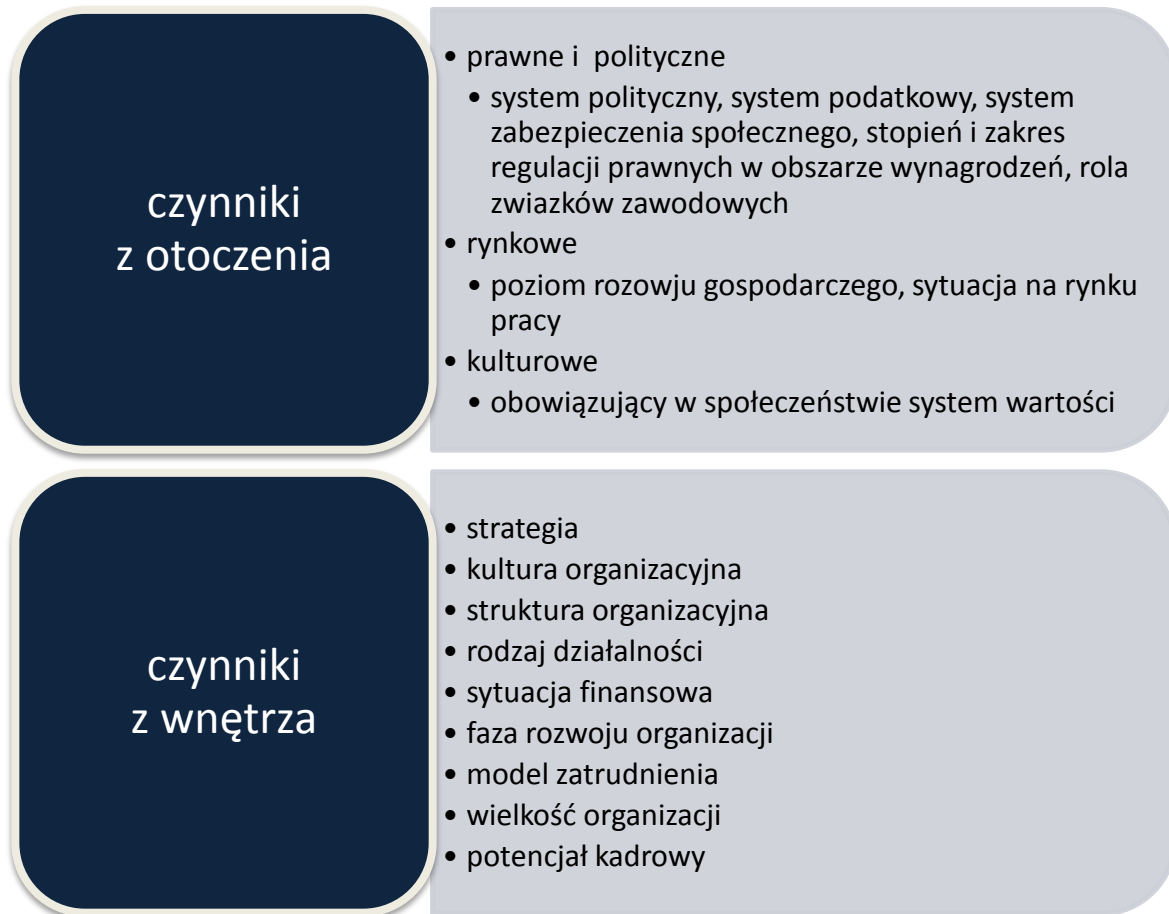 czynniki
z otoczenia
• prawne i  polityczne
• system polityczny, system podatkowy, system
zabezpieczenia społecznego, stopień i zakres
regulacji prawnych w obszarze wynagrodzeń, rola
zwiazków zawodowych
• rynkowe
• poziom rozowju gospodarczego, sytuacja na rynku
pracy
• kulturowe
• obowiązujący w społeczeństwie system wartości
czynniki
z wnętrza
• strategia
• kultura organizacyjna
• struktura organizacyjna
• rodzaj działalności
• sytuacja finansowa
• faza rozwoju organizacji
• model zatrudnienia
• wielkość organizacji
• potencjał kadrowy